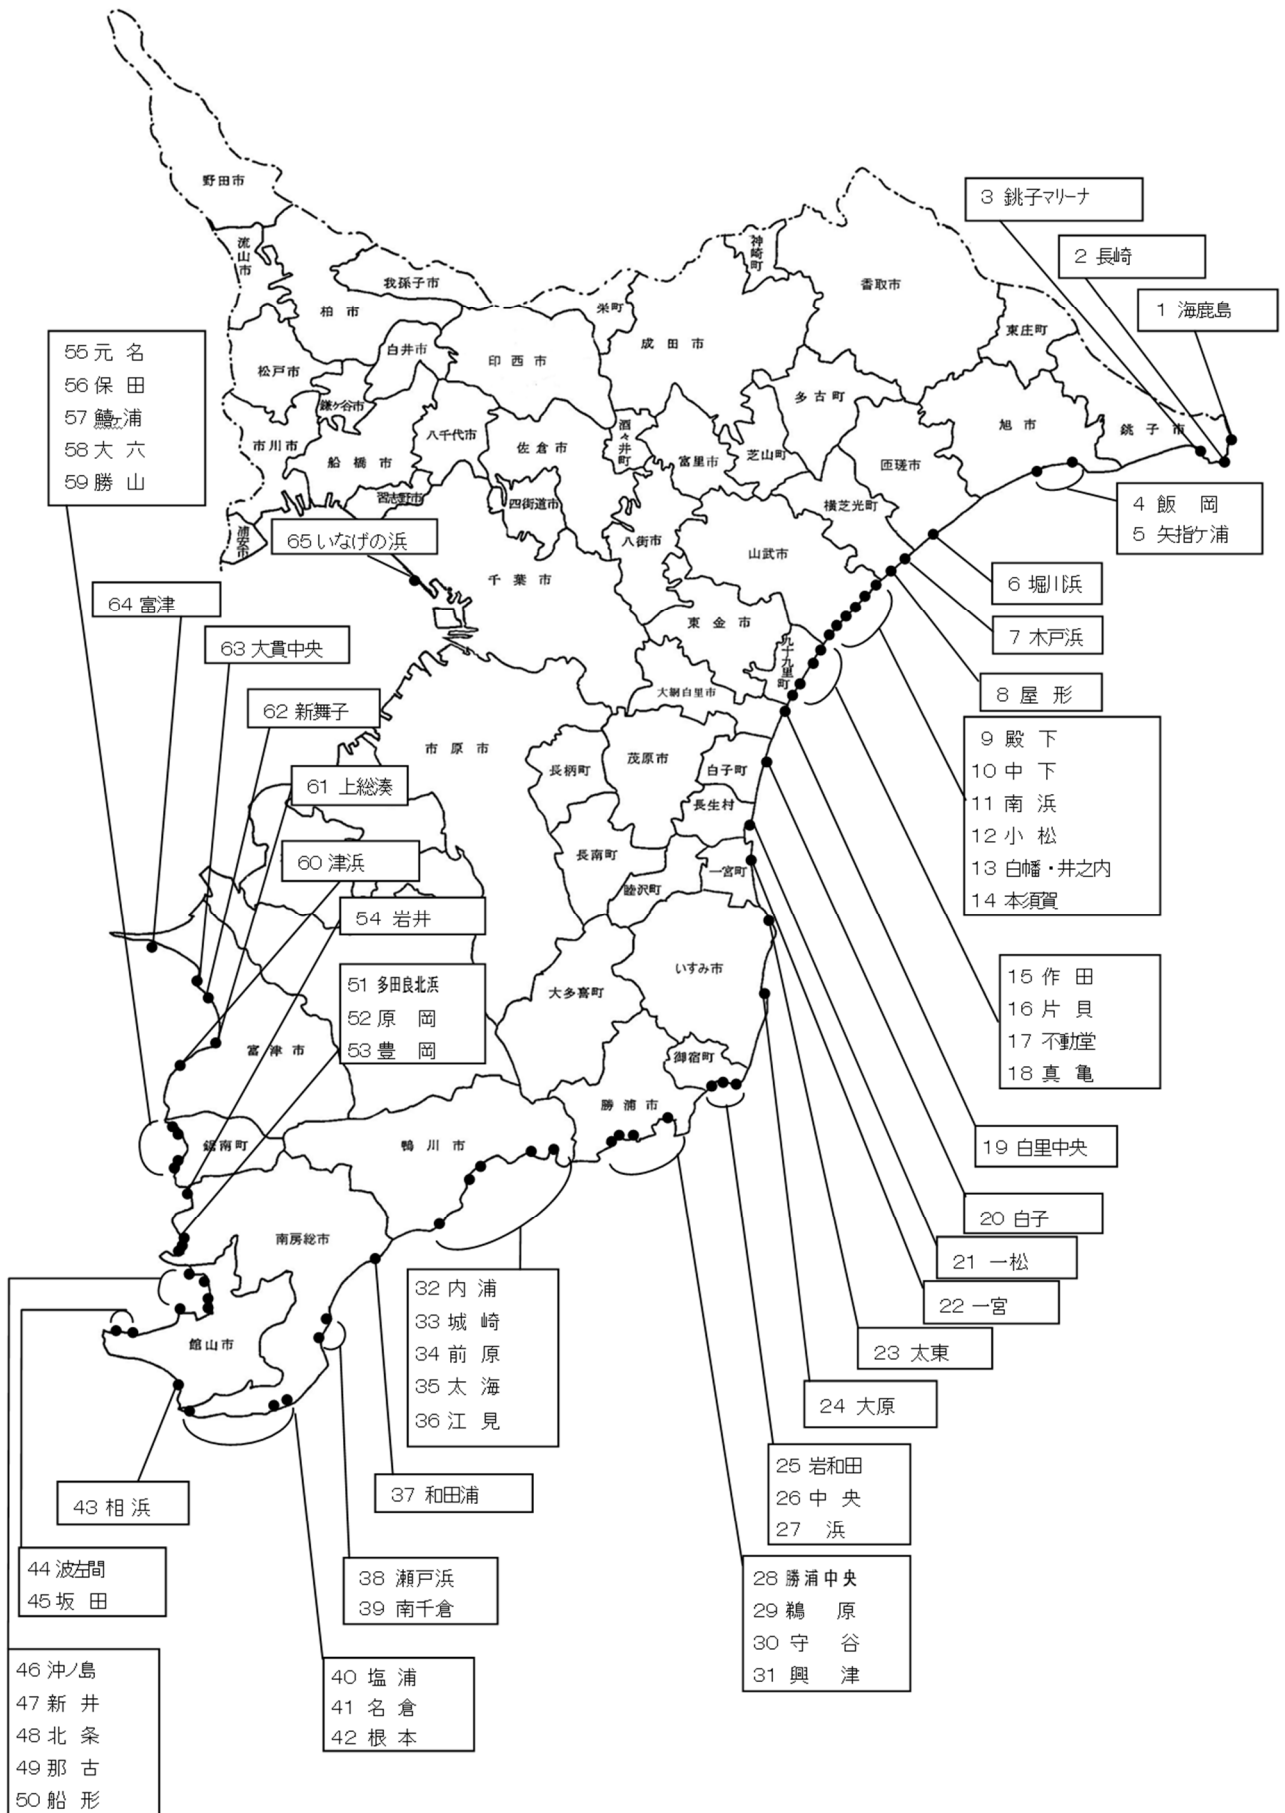 野田市
流山市
柏市
我孫子市
松戸市
鎌ケ谷市
白井市
印西市
栄町
成田市
神崎町
香取市
東庄町
市川市
船橋市
八千代市
佐倉市
酒々井町
富里市
芝山町
多古町
匝瑳市
旭市
銚子市
浦安市
習志野市
四街道市
八街市
山武市
横芝光町
千葉市
東金市
九十九里町
大網白里市
市原市
長柄町
茂原市
白子町
長生村
長南町
睦沢町
一宮町
いすみ市
大多喜町
御宿町
勝浦市
富津市
鋸南町
鴨川市
南房総市
館山市
1 海鹿島
2 長崎
3 銚子マリーナ
4 飯岡
5 矢指ケ浦
6 堀川浜
7 木戸浜
8 屋形
9 殿下
10 中下
11 南浜
12 小松
13 白幡・井之内
14 本須賀
15 作田
16 片貝
17 不動堂
18 真亀
19 白里中央
20 白子
21 一松
22 一宮
23 太東
24 大原
25 岩和田
26 中央
27 浜
28 勝浦中央
29 鵜原
30 守谷
31 興津
32 内浦
33 城崎
34 前原
35 太海
36 江見
37 和田浦
38 瀬戸浜
39 南千倉
40 塩浦
41 名倉
42 根本
43 相浜
44 波左間
45 坂田
46 沖ノ島
47 新井
48 北条
49 那古
50 船形
51 多田良北浜
52 原岡
53 豊岡
54 岩井
55 元名
56 保田
57 鱚ヶ浦
58 大六
59 勝山
60 津浜
61 上総湊
62 新舞子
63 大貫中央
64 富津
65 いなげの浜